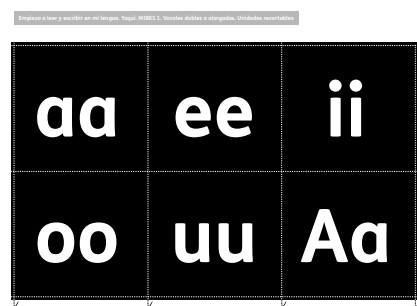 Empiezo a leer y escribir en mi lengua. Yaqui. MIBES 1. Vocales dobles o alargadas. Unidades recortables
aa ee ii
oo uu Aa